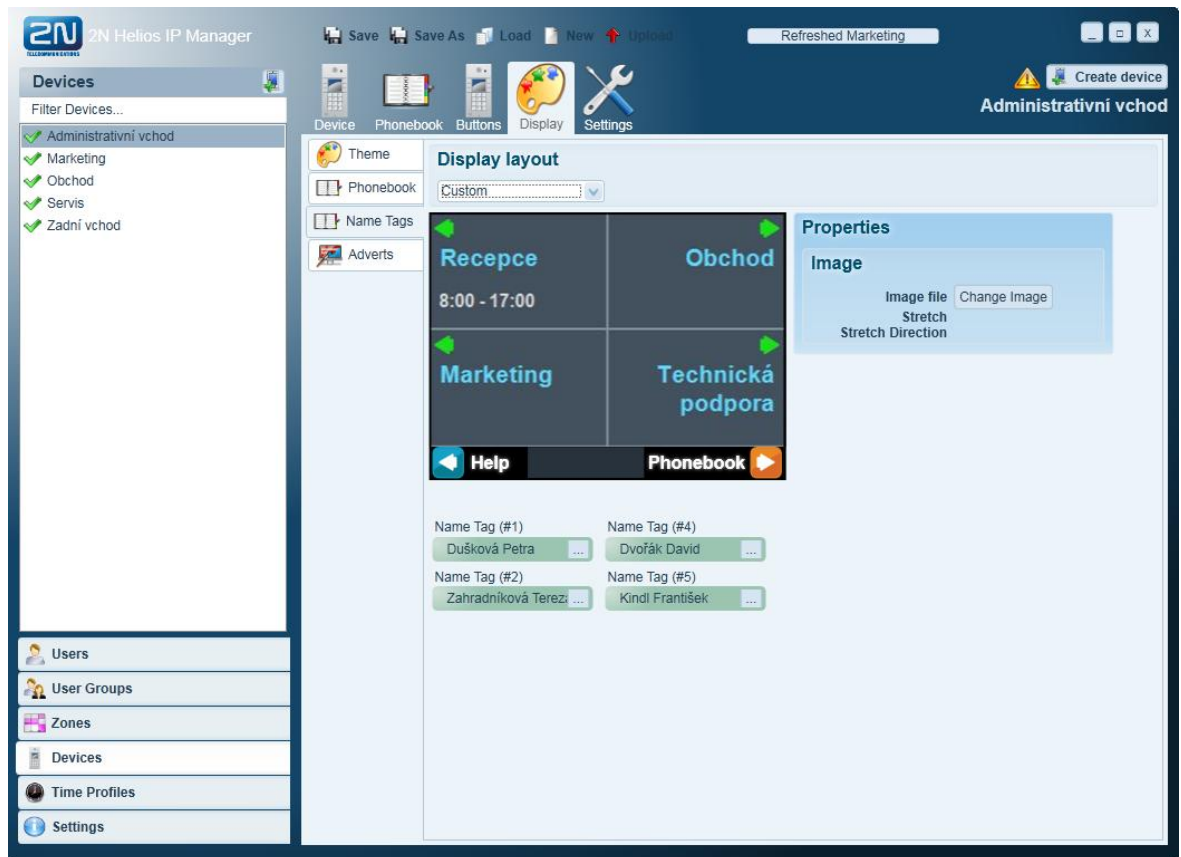 2N
TELECOMMUNICATIONS
2N Helios IP Manager
Save
Save As
Load
New
Upload
Refreshed Marketing
Devices
Filter Devices...
Administrativní vchod
Marketing
Obchod
Servis
Zadní vchod
Device
Phonebook
Buttons
Display
Settings
Create device
Administrativní vchod
Theme
Phonebook
Name Tags
Adverts
Display layout
Custom
Recepce
8:00 - 17:00
Obchod
Marketing
Technická
podpora
Help
Phonebook
Properties
Image
Image file
Change Image
Stretch
Stretch Direction
Name Tag (#1)
Name Tag (#4)
Dušková Petra ...
Dvořák David ...
Name Tag (#2)
Name Tag (#5)
Zahradníková Tereza ...
Kindl František ...
Users
User Groups
Zones
Devices
Time Profiles
Settings